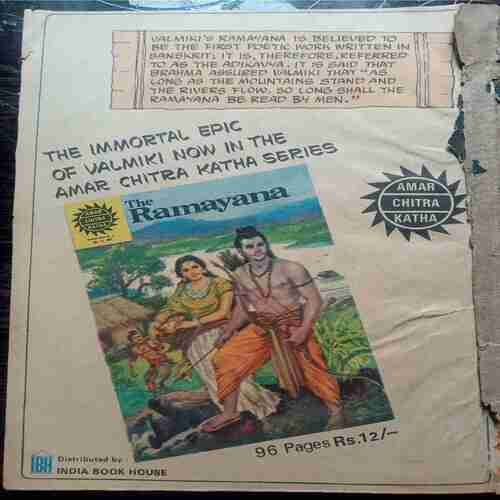 VALMIKI'S RAMAYANA IS BELIEVED TO
BE THE FIRST POETIC WORK WRITTEN IN
SANSKRIT; IT IS, THEREFORE, REFERRED
TO AS THE ADIKAVYA. IT IS SAID THAT
BRAHMA ASSURED VALMIKI THAT "AS
LONG AS THE MOUNTAINS STAND AND
THE RIVERS FLOW, SO LONG SHALL THE
RAMAYANA BE READ BY MEN."
THE IMMORTAL EPIC
OF VALMIKI NOW IN THE
AMAR CHITRA KATHA SERIES
AMAR
CHITRA
KATHA
The
Ramayana
AMAR
CHITRA
KATHA
96 Pages Rs.12/-
IBH
Distributed by
INDIA BOOK HOUSE